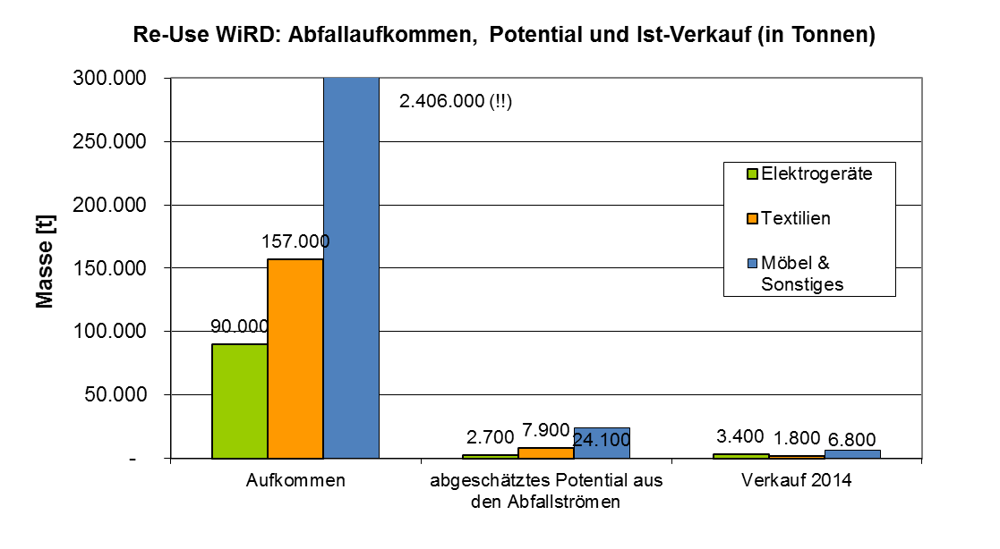 Re-Use WiRD: Abfallaufkommen,  Potential und Ist-Verkauf (in Tonnen)
Masse [t]
300.000
250.000
200.000
150.000
100.000
50.000
-
2.406.000 (!!)
157.000
90.000
2.700
7.900
24.100
3.400
1.800
6.800
Elektrogeräte
Textilien
Möbel &
Sonstiges
Aufkommen
abgeschätztes Potential aus
den Abfallströmen
Verkauf 2014